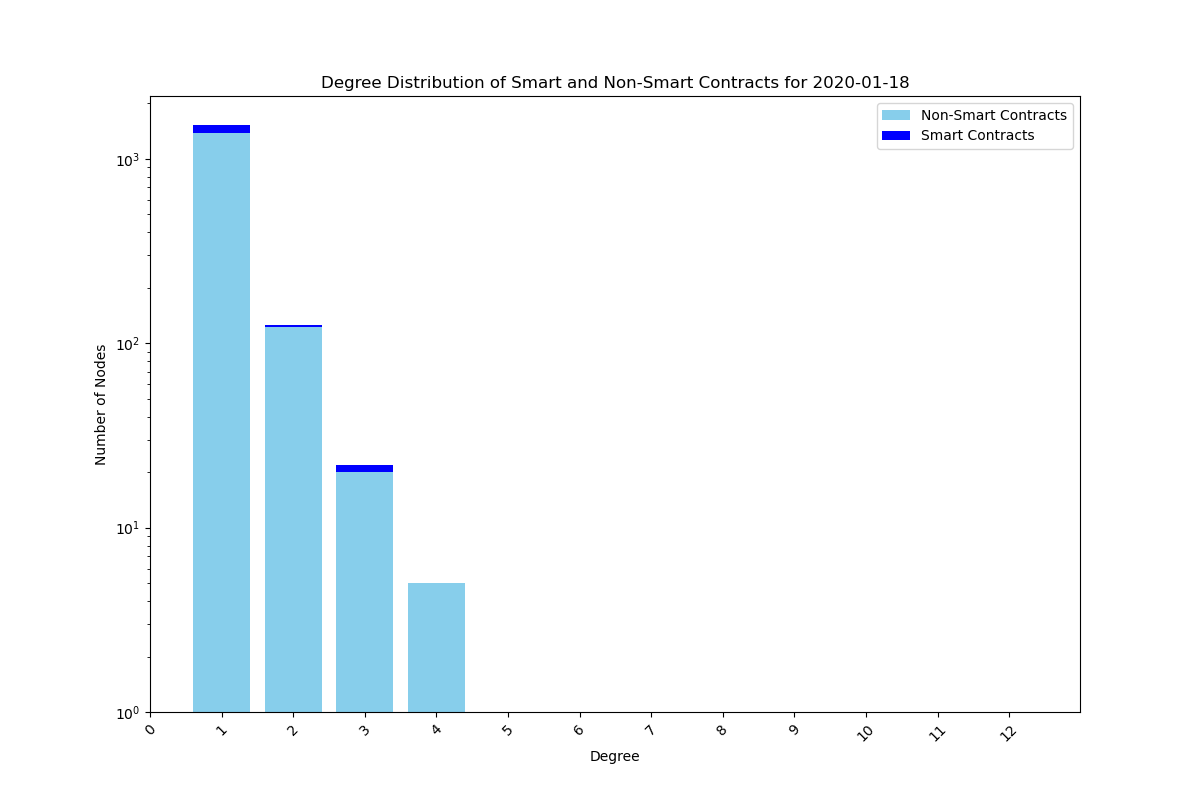 Degree Distribution of Smart and Non-Smart Contracts for 2020-01-18
Non-Smart Contracts
Smart Contracts
Number of Nodes
10³
10²
10¹
10⁰
0 1 2 3 4 5 6 7 8 9 10 11 12
Degree